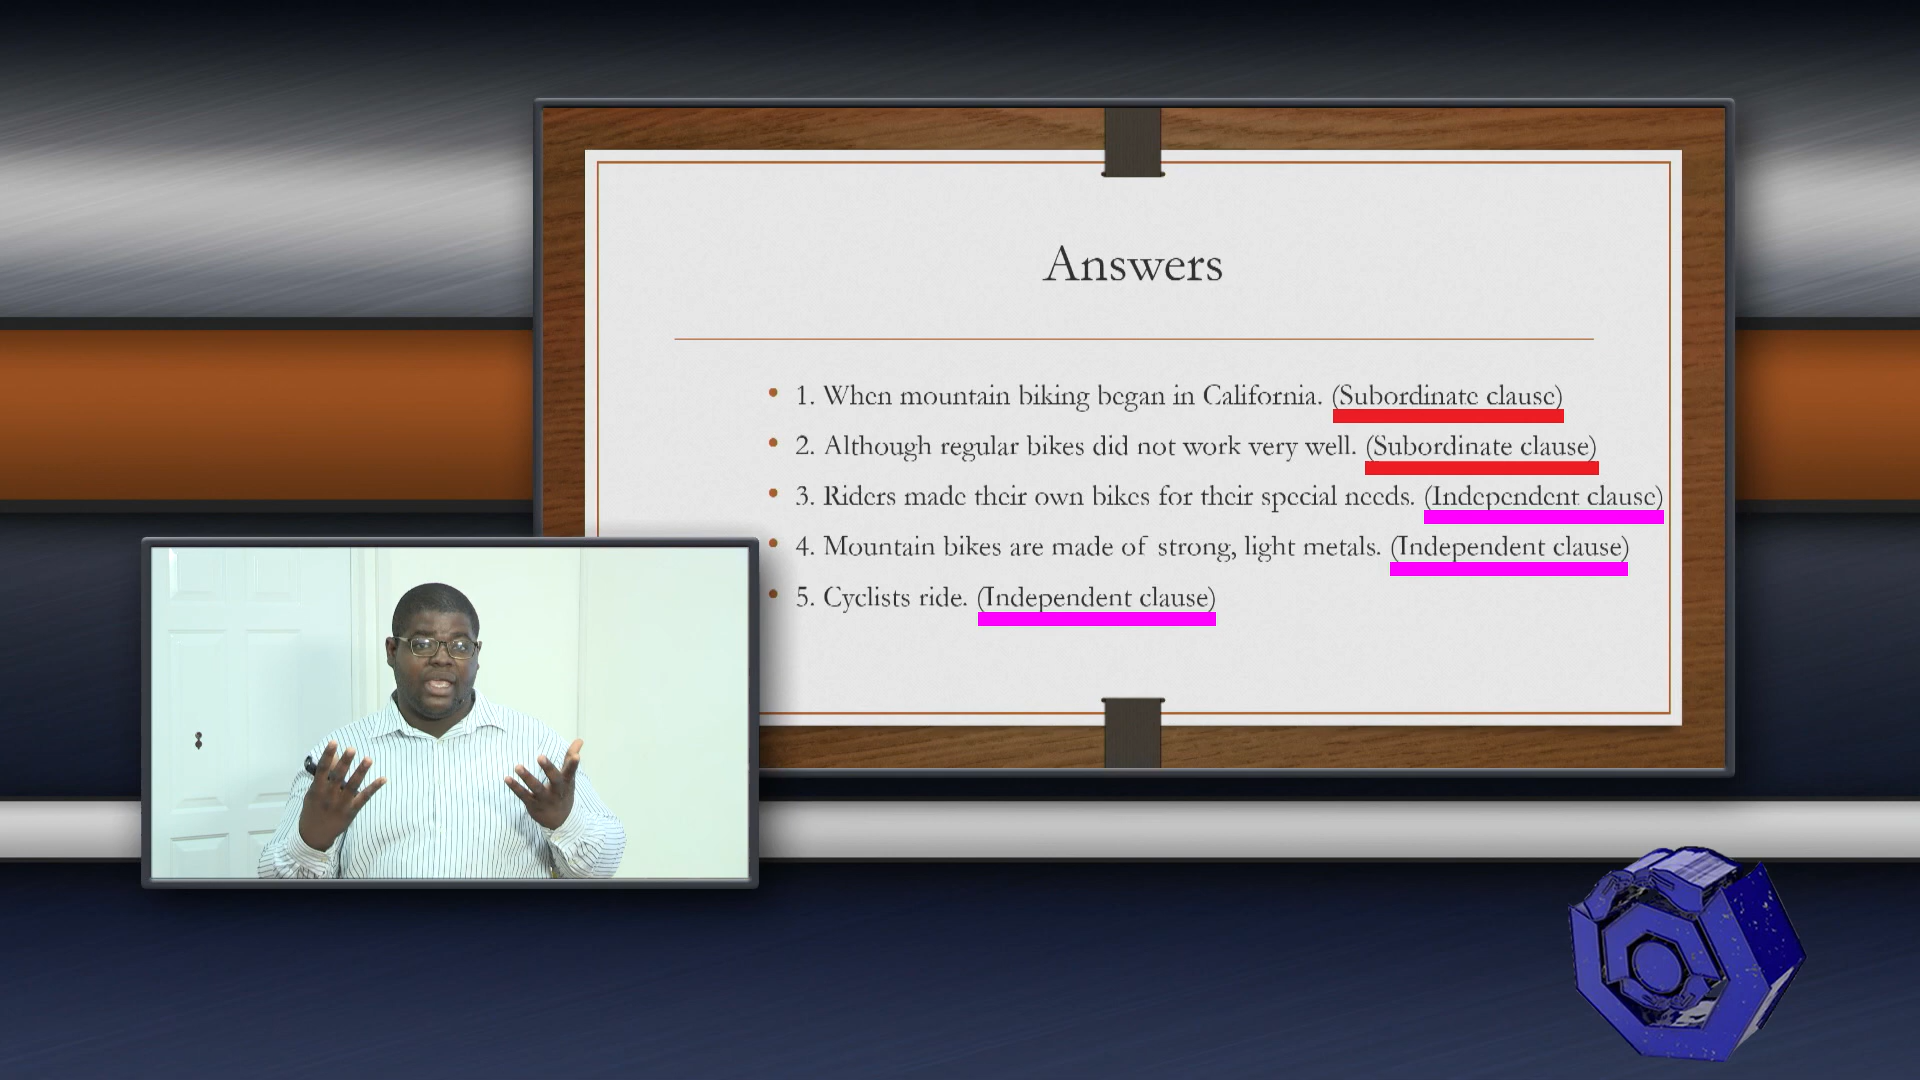 Answers
• 1. When mountain biking began in California. (Subordinate clause)
• 2. Although regular bikes did not work very well. (Subordinate clause)
• 3. Riders made their own bikes for their special needs. (Independent clause)
• 4. Mountain bikes are made of strong, light metals. (Independent clause)
• 5. Cyclists ride. (Independent clause)